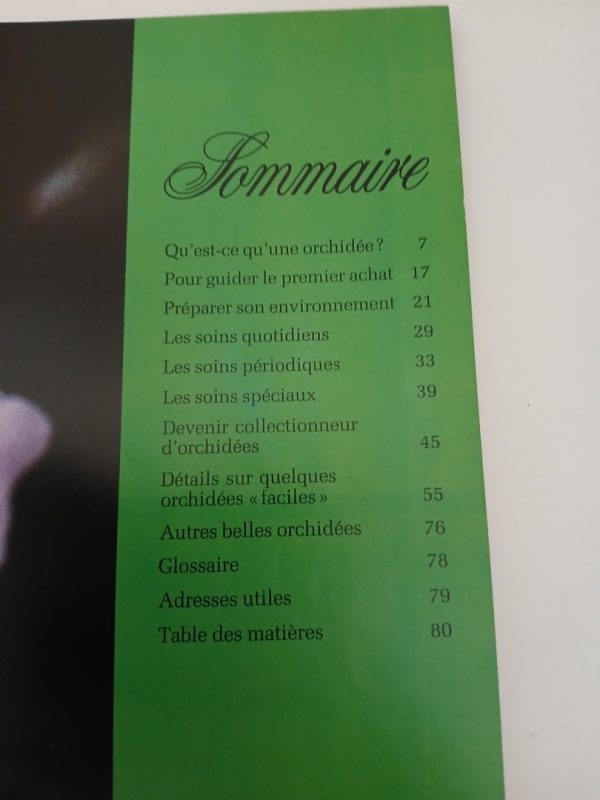 Sommaire
Qu'est-ce qu'une orchidée ? 7
Pour guider le premier achat 17
Préparer son environnement 21
Les soins quotidiens 29
Les soins périodiques 33
Les soins spéciaux 39
Devenir collectionneur
d'orchidées 45
Détails sur quelques
orchidées « faciles » 55
Autres belles orchidées 76
Glossaire 78
Adresses utiles 79
Table des matières 80